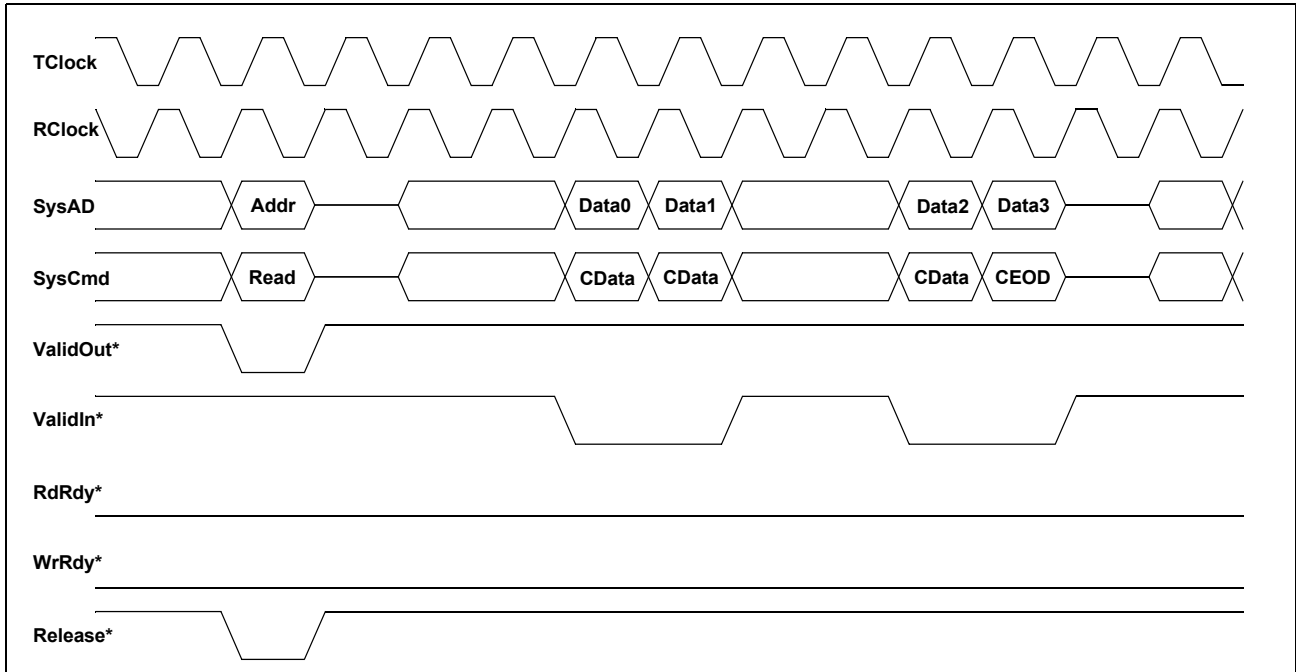 TClock
RClock
SysAD Addr Data0 Data1 Data2 Data3
SysCmd Read CData CData CData CEOD
ValidOut*
ValidIn*
RdRdy*
WrRdy*
Release*